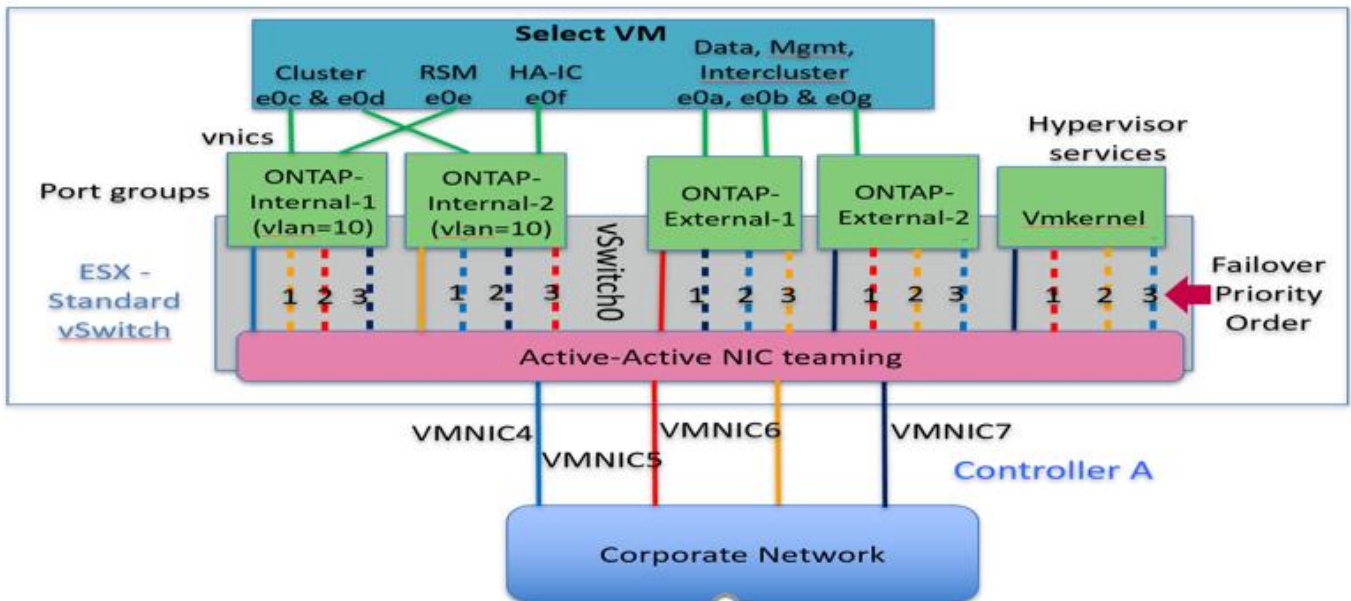 Select VM
Cluster
e0c & e0d
RSM
e0e
HA-IC
e0f
Data, Mgmt,
Intercluster
e0a, e0b & e0g
vnics
Hypervisor
services
Port groups
ONTAP-
Internal-1
(vlan=10)
ONTAP-
Internal-2
(vlan=10)
ONTAP-
External-1
ONTAP-
External-2
Vmkernel
vSwitch0
ESX -
Standard
vSwitch
1 2 3
1 2 3
1 2 3
1 2 3
1 2 3
Failover
Priority
Order
Active-Active NIC teaming
VMNIC4
VMNIC5
VMNIC6
VMNIC7
Controller A
Corporate Network